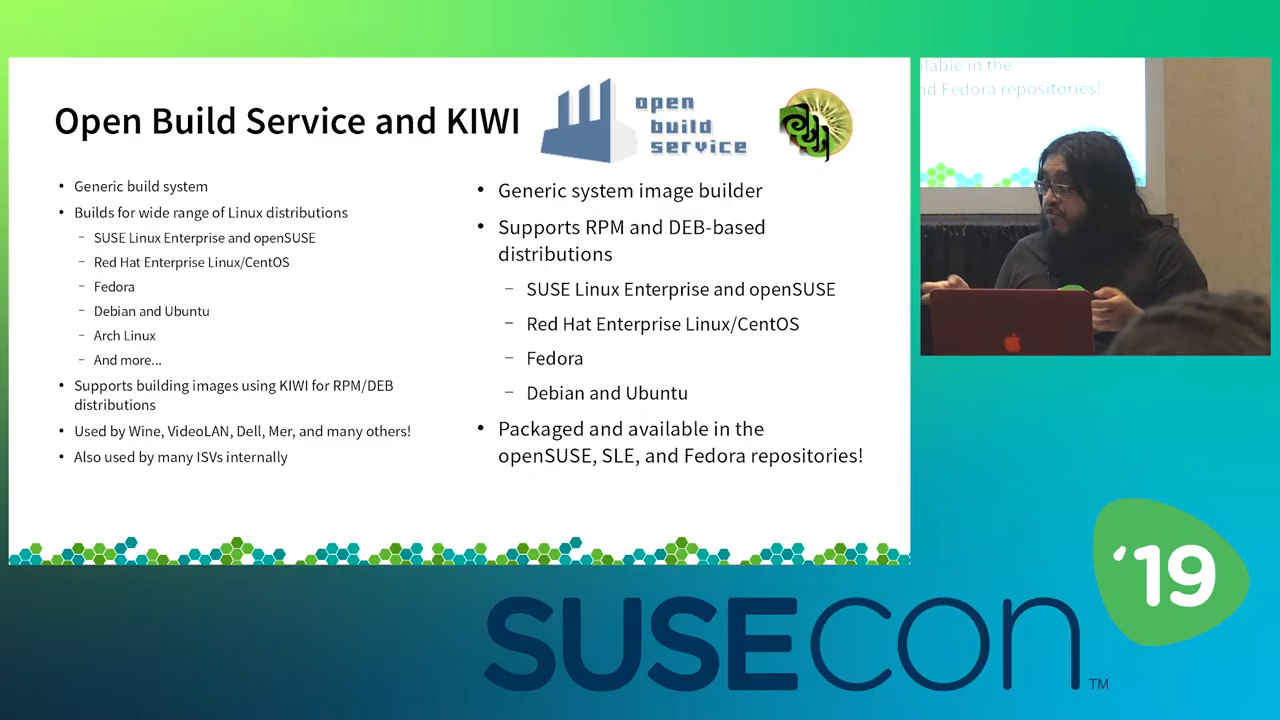 Open Build Service and KIWI
open
build
service
• Generic build system
• Builds for wide range of Linux distributions
– SUSE Linux Enterprise and openSUSE
– Red Hat Enterprise Linux/CentOS
– Fedora
– Debian and Ubuntu
– Arch Linux
– And more...
• Supports building images using KIWI for RPM/DEB
distributions
• Used by Wine, VideoLAN, Dell, Mer, and many others!
• Also used by many ISVs internally
• Generic system image builder
• Supports RPM and DEB-based
distributions
– SUSE Linux Enterprise and openSUSE
– Red Hat Enterprise Linux/CentOS
– Fedora
– Debian and Ubuntu
• Packaged and available in the
openSUSE, SLE, and Fedora repositories!
lable in the
nd Fedora repositories!
'19
SUSECON™